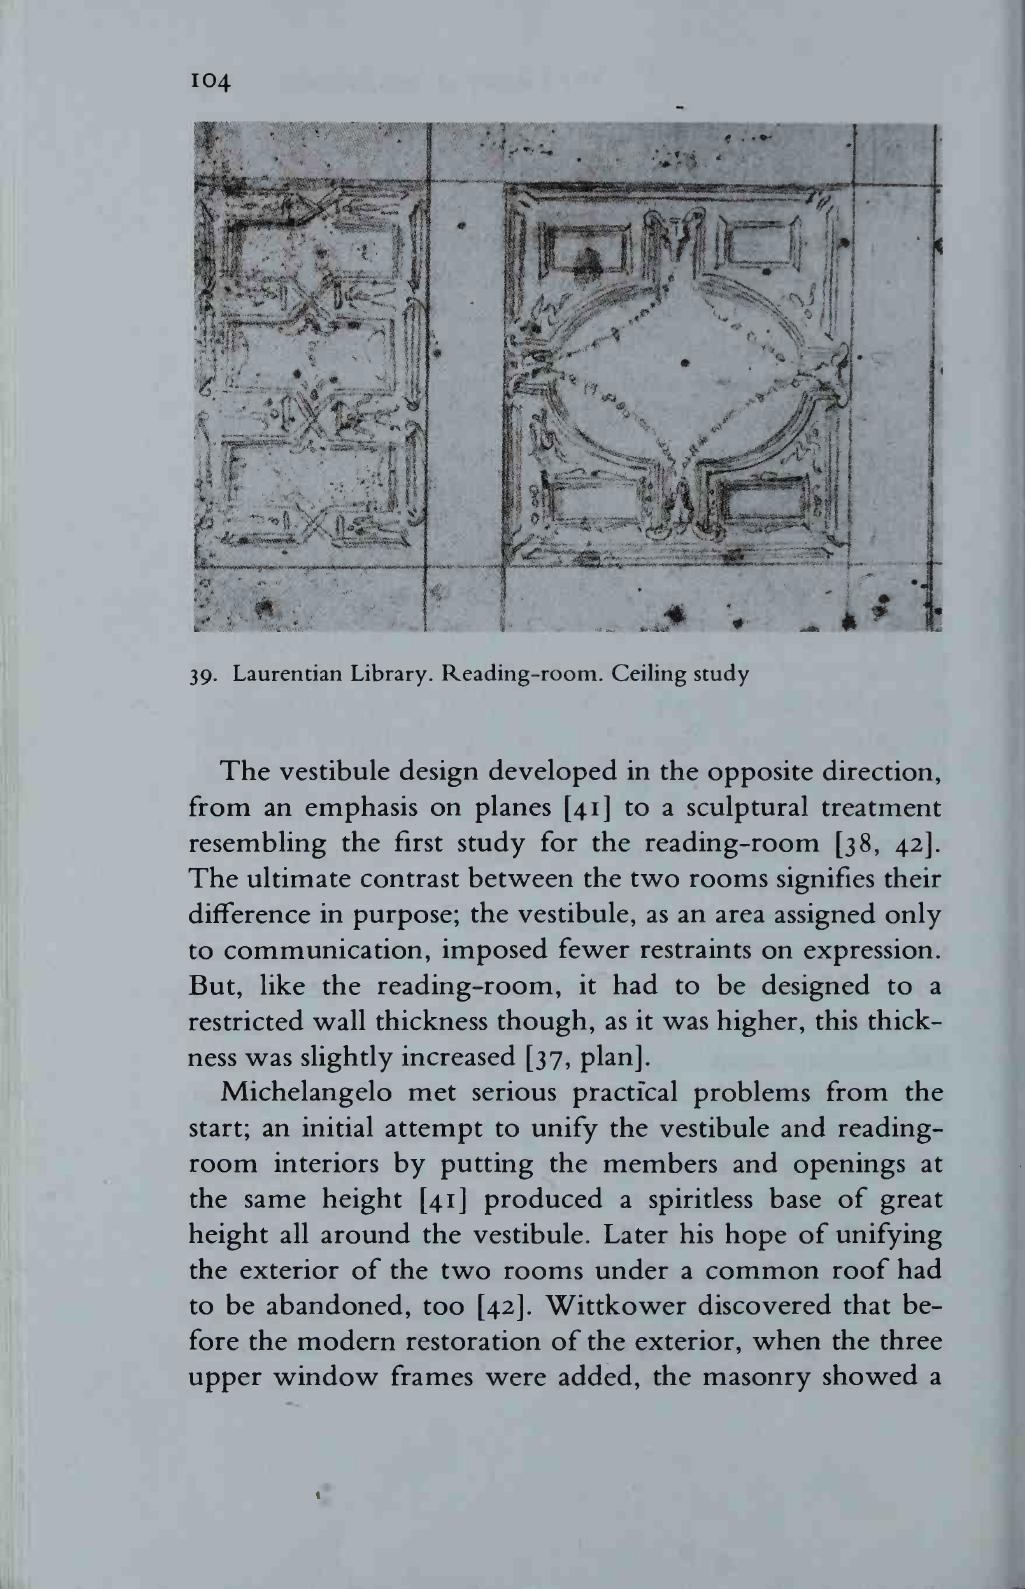 104
39. Laurentian Library. Reading-room. Ceiling study
The vestibule design developed in the opposite direction,
from an emphasis on planes [41] to a sculptural treatment
resembling the first study for the reading-room [38, 42].
The ultimate contrast between the two rooms signifies their
difference in purpose; the vestibule, as an area assigned only
to communication, imposed fewer restraints on expression.
But, like the reading-room, it had to be designed to a
restricted wall thickness though, as it was higher, this thick-
ness was slightly increased [37, plan].
Michelangelo met serious practical problems from the
start; an initial attempt to unify the vestibule and reading-
room interiors by putting the members and openings at
the same height [41] produced a spiritless base of great
height all around the vestibule. Later his hope of unifying
the exterior of the two rooms under a common roof had
to be abandoned, too [42]. Wittkower discovered that be-
fore the modern restoration of the exterior, when the three
upper window frames were added, the masonry showed a